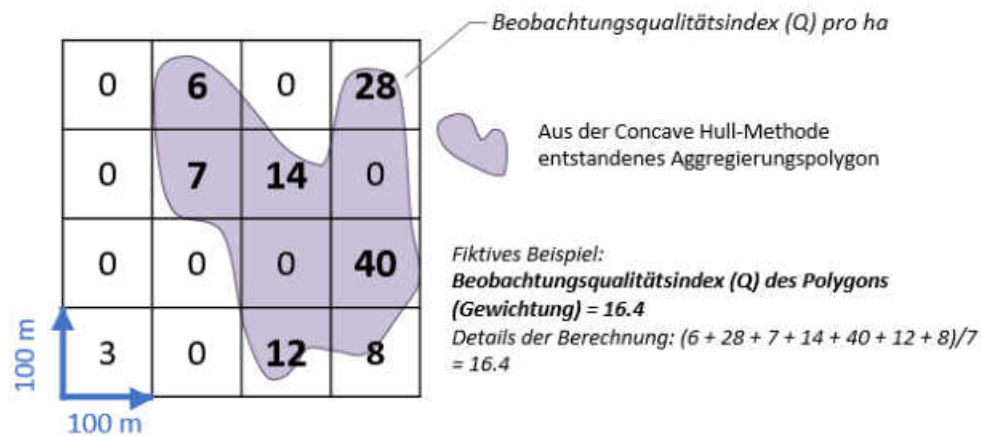 Beobachtungsqualitätsindex (Q) pro ha
0 6 0 28
0 7 14 0
0 0 0 40
3 0 12 8
100 m
100 m
Aus der Concave Hull-Methode
entstandenes Aggregierungspolygon
Fiktives Beispiel:
Beobachtungsqualitätsindex (Q) des Polygons
(Gewichtung) = 16.4
Details der Berechnung: (6 + 28 + 7 + 14 + 40 + 12 + 8)/7
= 16.4